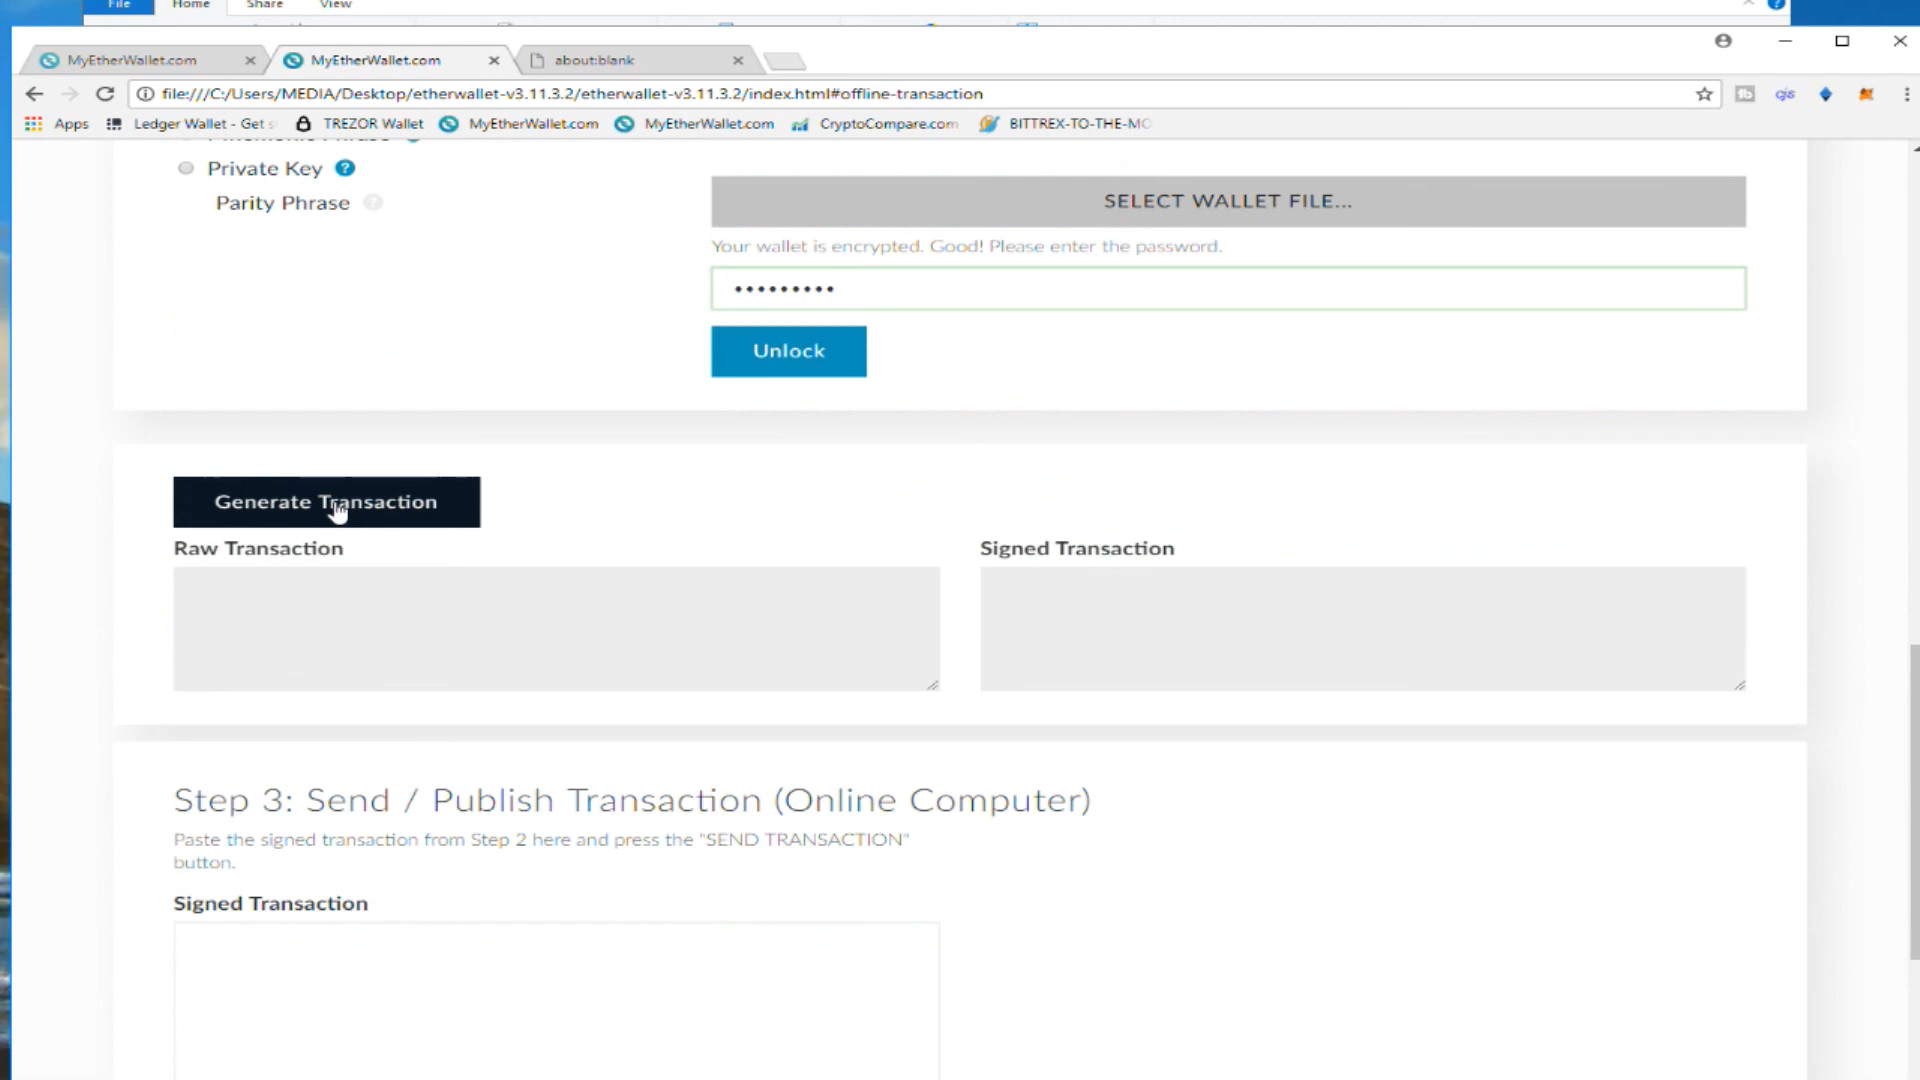 File Home Share View
MyEtherWallet.com MyEtherWallet.com about:blank
file:///C:/Users/MEDIA/Desktop/etherwallet-v3.11.3.2/etherwallet-v3.11.3.2/index.html#offline-transaction
Apps Ledger Wallet - Get s TREZOR Wallet MyEtherWallet.com MyEtherWallet.com CryptoCompare.com BITTREX-TO-THE-MO
Private Key ?
Parity Phrase ?
SELECT WALLET FILE...
Your wallet is encrypted. Good! Please enter the password.
•••••••••
Unlock
Generate Transaction
Raw Transaction
Signed Transaction
Step 3: Send / Publish Transaction (Online Computer)
Paste the signed transaction from Step 2 here and press the "SEND TRANSACTION"
button.
Signed Transaction